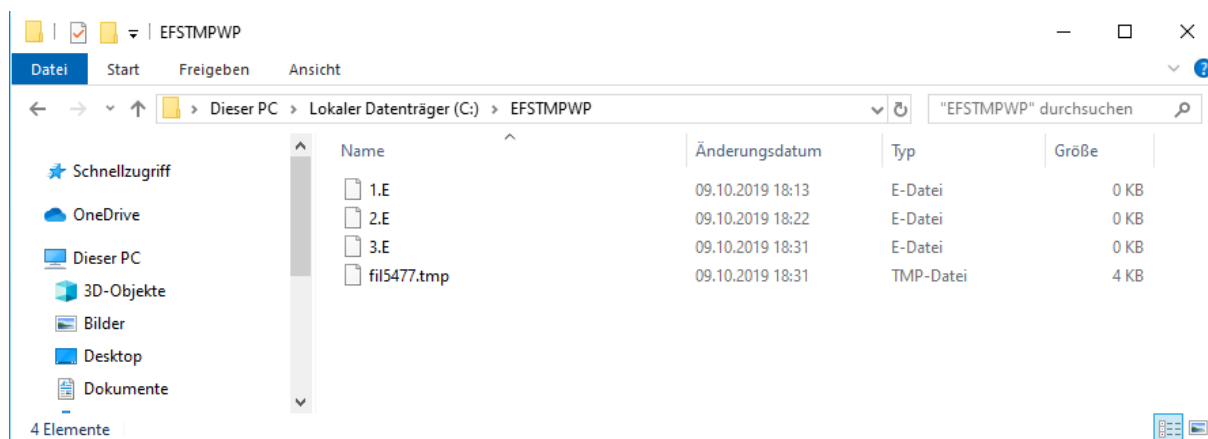 EFSTMPWP
Datei Start Freigeben Ansicht
Dieser PC > Lokaler Datenträger (C:) > EFSTMPWP "EFSTMPWP" durchsuchen
Name Änderungsdatum Typ Größe
Schnellzugriff
OneDrive
Dieser PC
3D-Objekte
Bilder
Desktop
Dokumente
1.E 09.10.2019 18:13 E-Datei 0 KB
2.E 09.10.2019 18:22 E-Datei 0 KB
3.E 09.10.2019 18:31 E-Datei 0 KB
fil5477.tmp 09.10.2019 18:31 TMP-Datei 4 KB
4 Elemente